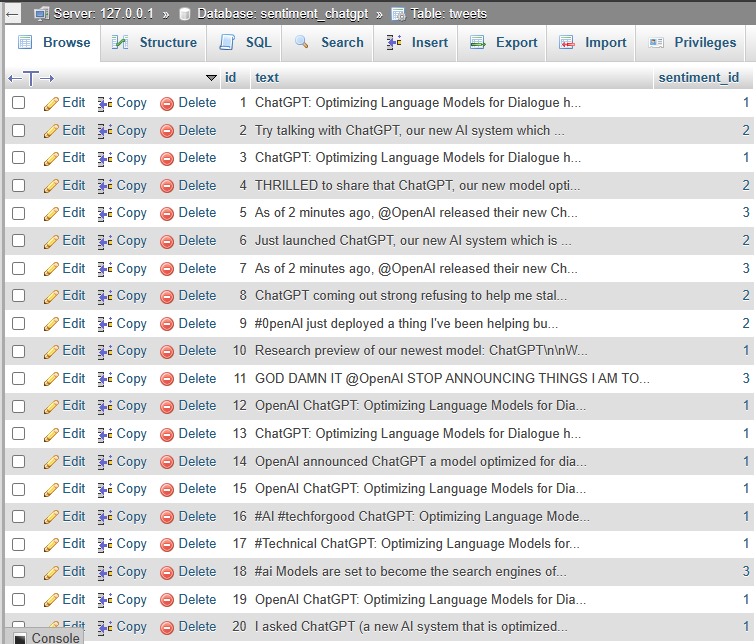 Server: 127.0.0.1 » Database: sentiment_chatgpt » Table: tweets
Browse Structure SQL Search Insert Export Import Privileges
id text sentiment_id
Edit Copy Delete 1 ChatGPT: Optimizing Language Models for Dialogue h... 1
Edit Copy Delete 2 Try talking with ChatGPT, our new AI system which ... 2
Edit Copy Delete 3 ChatGPT: Optimizing Language Models for Dialogue h... 1
Edit Copy Delete 4 THRILLED to share that ChatGPT, our new model opti... 2
Edit Copy Delete 5 As of 2 minutes ago, @OpenAI released their new Ch... 3
Edit Copy Delete 6 Just launched ChatGPT, our new AI system which is ... 2
Edit Copy Delete 7 As of 2 minutes ago, @OpenAI released their new Ch... 3
Edit Copy Delete 8 ChatGPT coming out strong refusing to help me stal... 2
Edit Copy Delete 9 #0penAI just deployed a thing I've been helping bu... 2
Edit Copy Delete 10 Research preview of our newest model: ChatGPT\n\nW... 1
Edit Copy Delete 11 GOD DAMN IT @OpenAI STOP ANNOUNCING THINGS I AM TO... 3
Edit Copy Delete 12 OpenAI ChatGPT: Optimizing Language Models for Dia... 1
Edit Copy Delete 13 ChatGPT: Optimizing Language Models for Dialogue h... 1
Edit Copy Delete 14 OpenAI announced ChatGPT a model optimized for dia... 1
Edit Copy Delete 15 OpenAI ChatGPT: Optimizing Language Models for Dia... 1
Edit Copy Delete 16 #AI #techforgood ChatGPT: Optimizing Language Mode... 1
Edit Copy Delete 17 #Technical ChatGPT: Optimizing Language Models for... 1
Edit Copy Delete 18 #ai Models are set to become the search engines of... 3
Edit Copy Delete 19 OpenAI ChatGPT: Optimizing Language Models for Dia... 1
Edit Copy Delete 20 I asked ChatGPT (a new AI system that is optimized... 1
Console